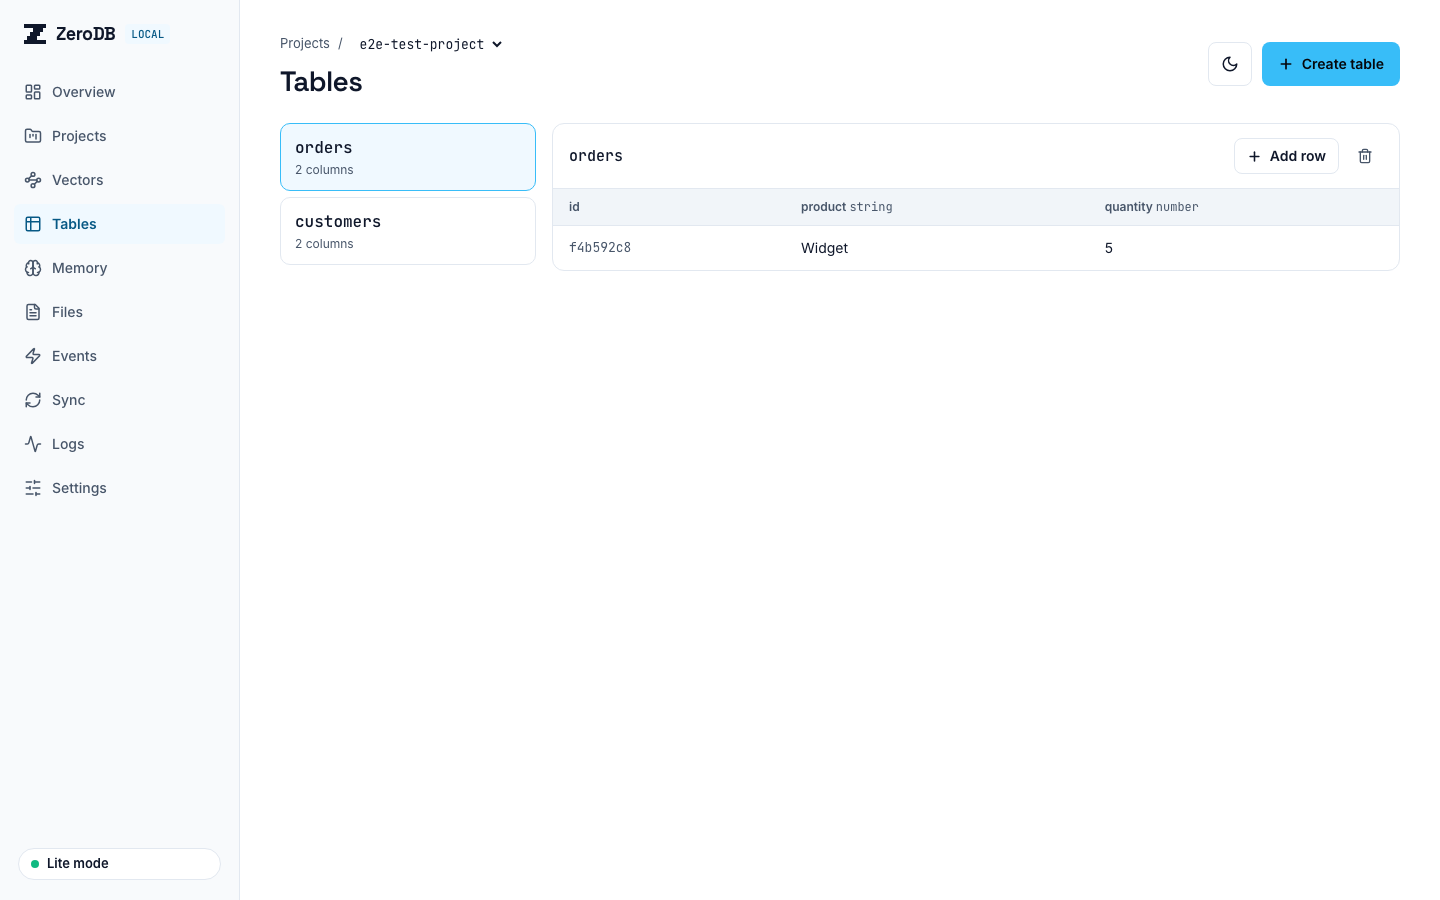 ZeroDB LOCAL
Overview
Projects
Vectors
Tables
Memory
Files
Events
Sync
Logs
Settings
Lite mode
Projects / e2e-test-project
Tables
Create table
orders
2 columns
customers
2 columns
orders
Add row
id product string quantity number
f4b592c8 Widget 5